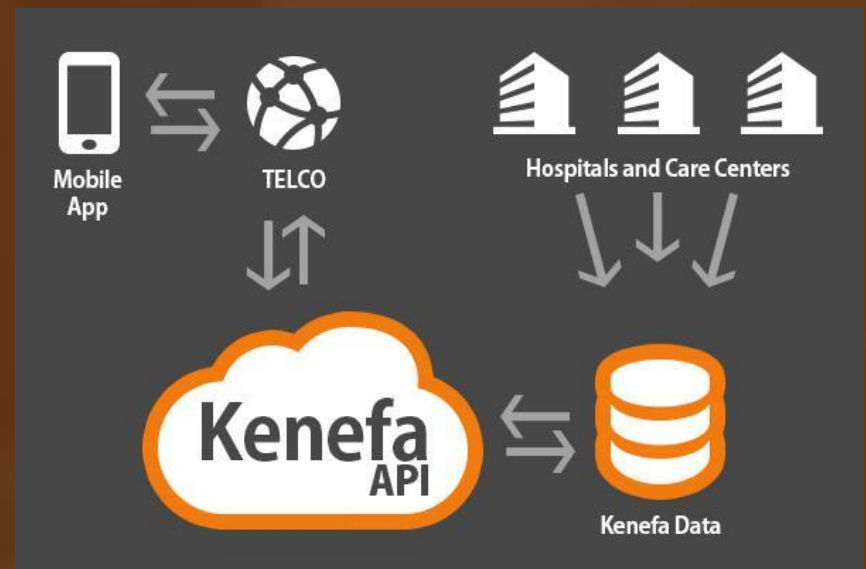 Mobile
App
TELCO
Hospitals and Care Centers
Kenefa
API
Kenefa Data